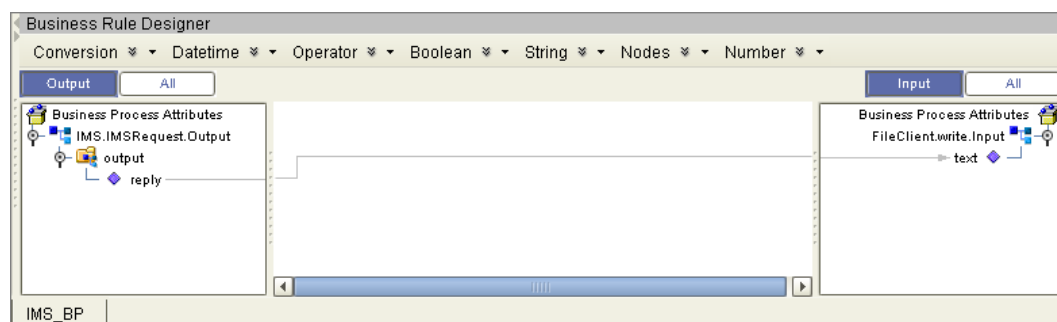 Business Rule Designer
Conversion Datetime Operator Boolean String Nodes Number
Output All Input All
Business Process Attributes
IMS.IMSRequest.Output
output
reply
Business Process Attributes
FileClient.write.Input
text
IMS_BP